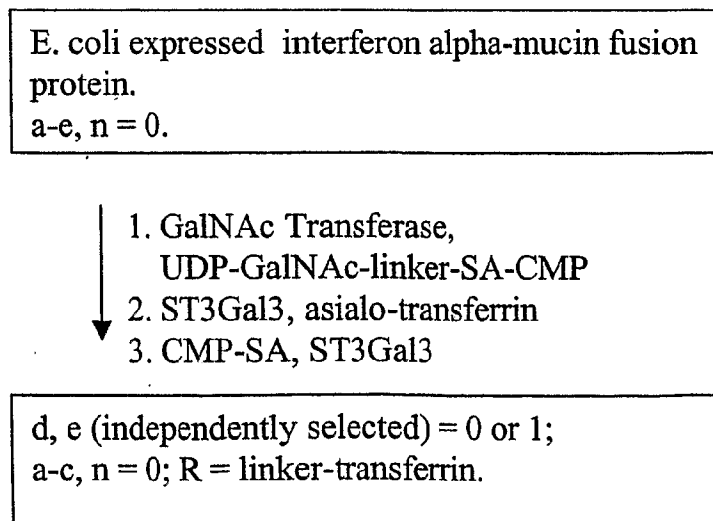 E. coli expressed interferon alpha-mucin fusion
protein.
a-e, n = 0.
1. GalNAc Transferase,
UDP-GalNAc-linker-SA-CMP
2. ST3Gal3, asialo-transferrin
3. CMP-SA, ST3Gal3
d, e (independently selected) = 0 or 1;
a-c, n = 0; R = linker-transferrin.